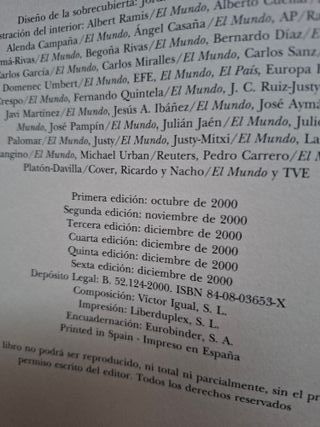 Diseño de la sobrecubierta:
stración del interior: Albert Ramis/El Mundo, Alberto Cuéllar/
Alenda Campaña/El Mundo, Ángel Casaña/El Mundo, AP/Ra
má-Rivas/El Mundo, Begoña Rivas/El Mundo, Bernardo Díaz/E
Carlos García/El Mundo, Carlos Miralles/El Mundo, Carlos Sanz,
Domenec Umbert/El Mundo, EFE, El Mundo, El País, Europa
Crespo/El Mundo, Fernando Quintela/El Mundo, J. C. Ruiz-Justy
Javi Martínez/El Mundo, Jesús A. Ibáñez/El Mundo, José Aymá
Mundo, José Pampín/El Mundo, Julián Jaén/El Mundo, Julio
Palomar/El Mundo, Justy/El Mundo, Justy-Mitxi/El Mundo, La
angino/El Mundo, Michael Urban/Reuters, Pedro Carrero/El M
Platón-Davilla/Cover, Ricardo y Nacho/El Mundo y TVE
Primera edición: octubre de 2000
Segunda edición: noviembre de 2000
Tercera edición: diciembre de 2000
Cuarta edición: diciembre de 2000
Quinta edición: diciembre de 2000
Sexta edición: diciembre de 2000
Depósito Legal: B. 52.124-2000. ISBN 84-08-03653-X
Composición: Víctor Igual, S. L.
Impresión: Liberduplex, S. L.
Encuadernación: Eurobinder, S. A.
Printed in Spain - Impreso en España
libro no podrá ser reproducido, ni total ni parcialmente, sin el pr
permiso escrito del editor. Todos los derechos reservados